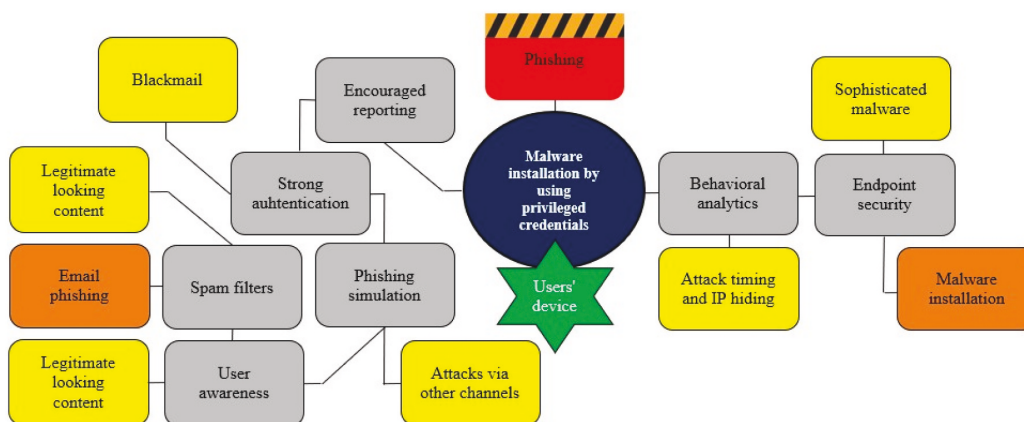 Phishing
Blackmail
Encouraged
reporting
Sophisticated
malware
Legitimate
looking
content
Strong
auhtentication
Malware
installation by
using
privileged
credentials
Behavioral
analytics
Endpoint
security
Email
phishing
Spam filters
Phishing
simulation
Users'
device
Attack timing
and IP hiding
Malware
installation
Legitimate
looking
content
User
awareness
Attacks via
other channels